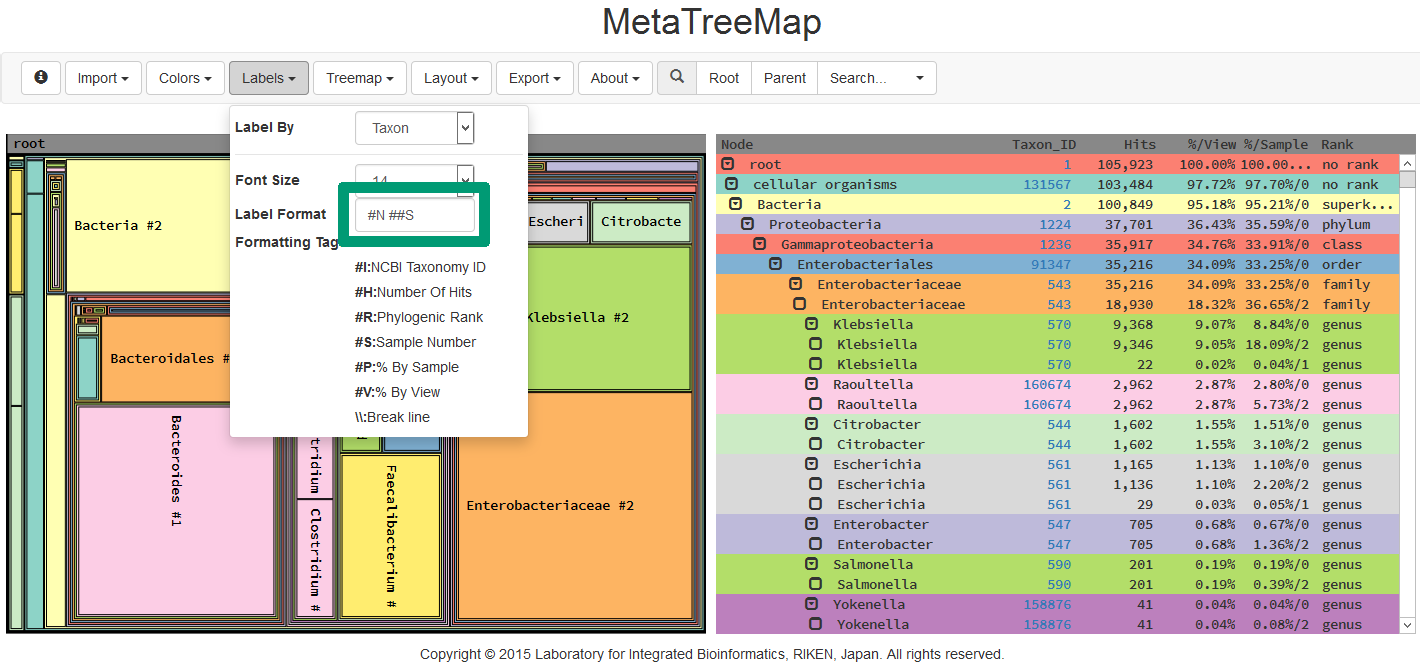 MetaTreeMap
Import Colors Labels Treemap Layout Export About Root Parent Search...
Label By Taxon
Font Size 14
Label Format #N ##S
Formatting Tag
#I:NCBI Taxonomy ID
#H:Number Of Hits
#R:Phylogenic Rank
#S:Sample Number
#P:% By Sample
#V:% By View
\\:Break line
root
Bacteria #2
Escheri
Citrobacte
Klebsiella #2
Bacteroidales #
Bacteroides #1
tridium
Clostridium #
Faecalibacterium #
Enterobacteriaceae #2
Node Taxon_ID Hits %/View %/Sample Rank
root 1 105,923 100.00% 100.00... no rank
cellular organisms 131567 103,484 97.72% 97.70%/0 no rank
Bacteria 2 100,849 95.18% 95.21%/0 superk...
Proteobacteria 1224 37,701 36.43% 35.59%/0 phylum
Gammaproteobacteria 1236 35,917 34.76% 33.91%/0 class
Enterobacteriales 91347 35,216 34.09% 33.25%/0 order
Enterobacteriaceae 543 35,216 34.09% 33.25%/0 family
Enterobacteriaceae 543 18,930 18.32% 36.65%/2 family
Klebsiella 570 9,368 9.07% 8.84%/0 genus
Klebsiella 570 9,346 9.05% 18.09%/2 genus
Klebsiella 570 22 0.02% 0.04%/1 genus
Raoultella 160674 2,962 2.87% 2.80%/0 genus
Raoultella 160674 2,962 2.87% 5.73%/2 genus
Citrobacter 544 1,602 1.55% 1.51%/0 genus
Citrobacter 544 1,602 1.55% 3.10%/2 genus
Escherichia 561 1,165 1.13% 1.10%/0 genus
Escherichia 561 1,136 1.10% 2.20%/2 genus
Escherichia 561 29 0.03% 0.05%/1 genus
Enterobacter 547 705 0.68% 0.67%/0 genus
Enterobacter 547 705 0.68% 1.36%/2 genus
Salmonella 590 201 0.19% 0.19%/0 genus
Salmonella 590 201 0.19% 0.39%/2 genus
Yokenella 158876 41 0.04% 0.04%/0 genus
Yokenella 158876 41 0.04% 0.08%/2 genus
Copyright © 2015 Laboratory for Integrated Bioinformatics, RIKEN, Japan. All rights reserved.